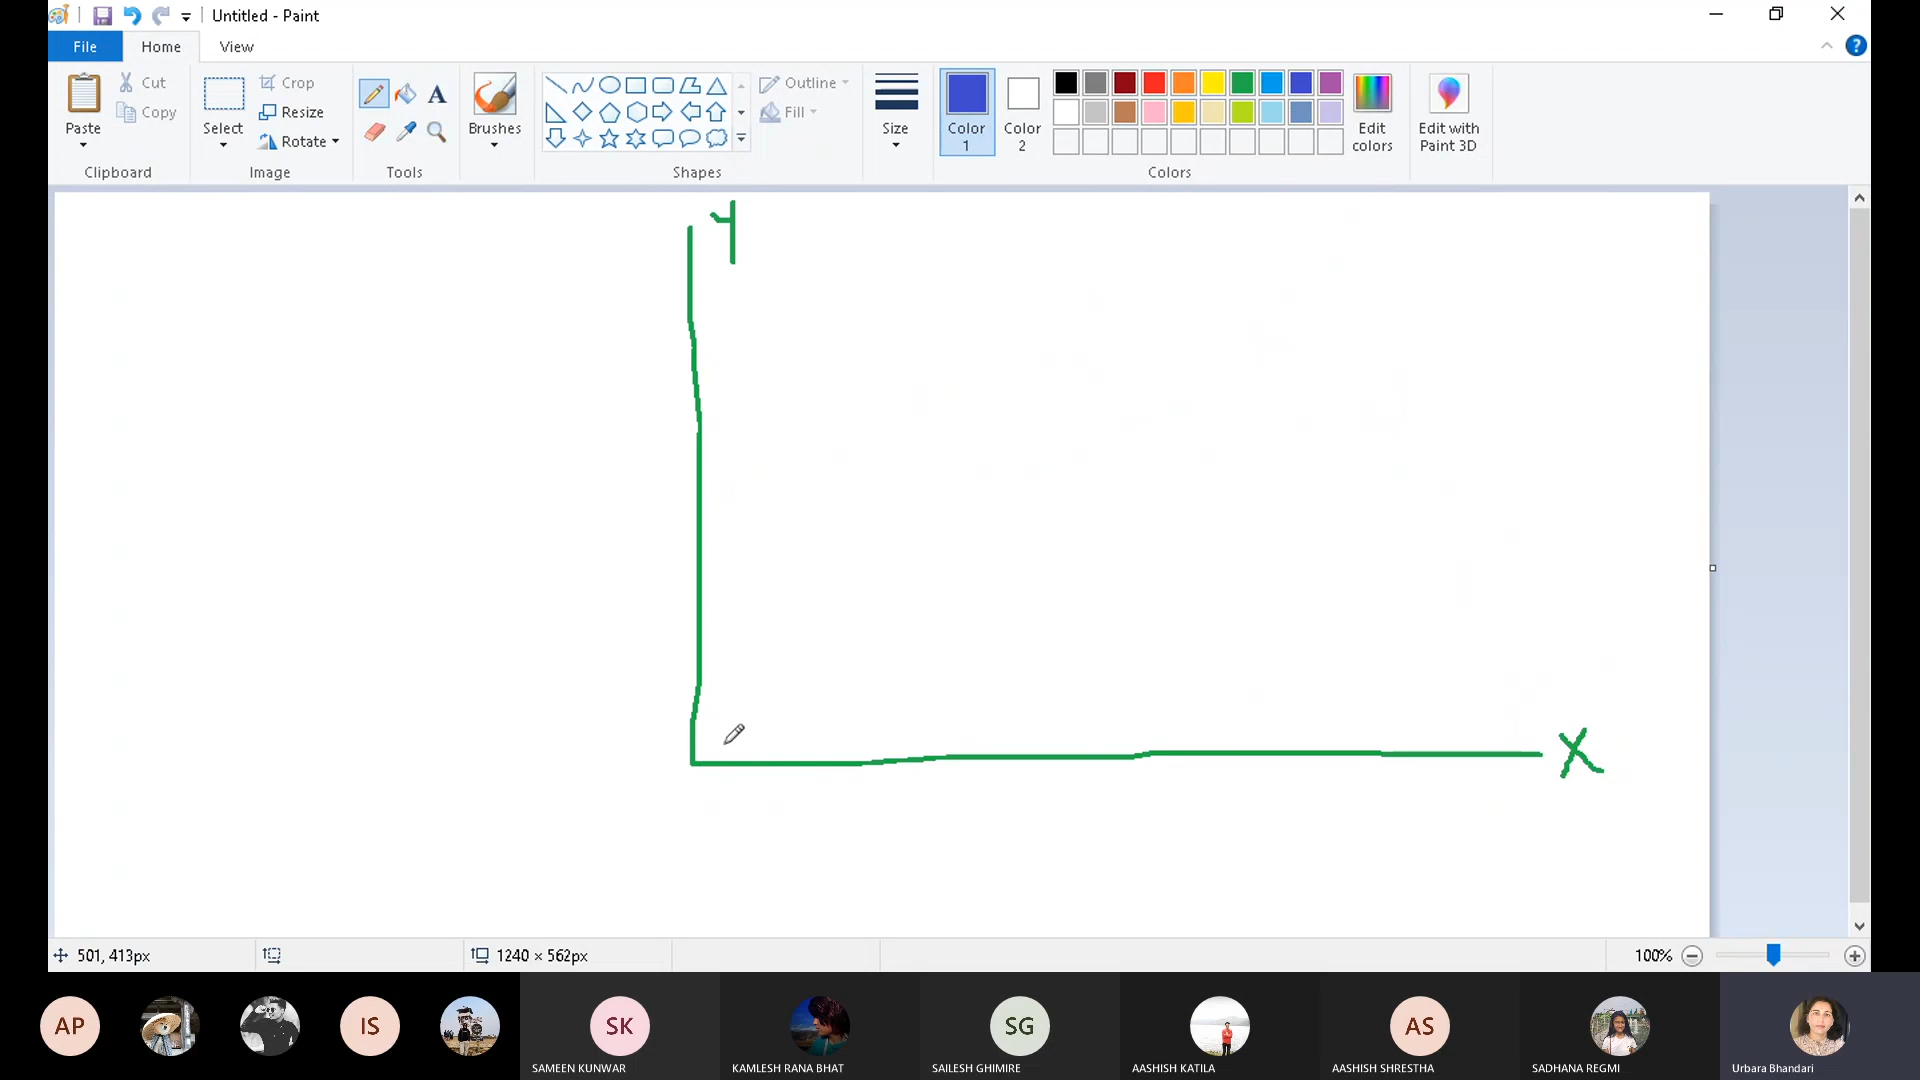 Untitled - Paint
File Home View
Cut
Copy
Paste
Clipboard
Select
Crop
Resize
Rotate
Image
A
Tools
Brushes
Outline
Fill
Shapes
Size
Color
1
Color
2
Edit
colors
Edit with
Paint 3D
Colors
Y
X
501, 413px
1240 × 562px
100%
AP
IS
SK
SG
AS
SAMEEN KUNWAR
KAMLESH RANA BHAT
SAILESH GHIMIRE
AASHISH KATILA
AASHISH SHRESTHA
SADHANA REGMI
Urbara Bhandari